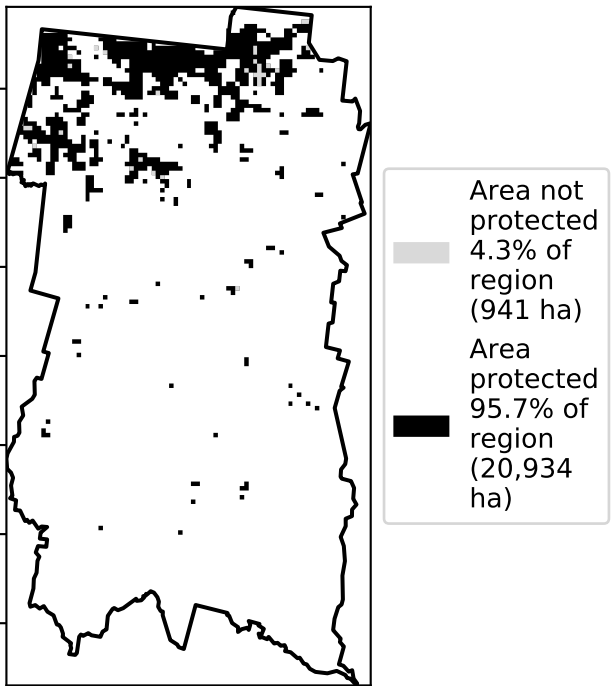 Area not
protected
4.3% of
region
(941 ha)
Area
protected
95.7% of
region
(20,934
ha)